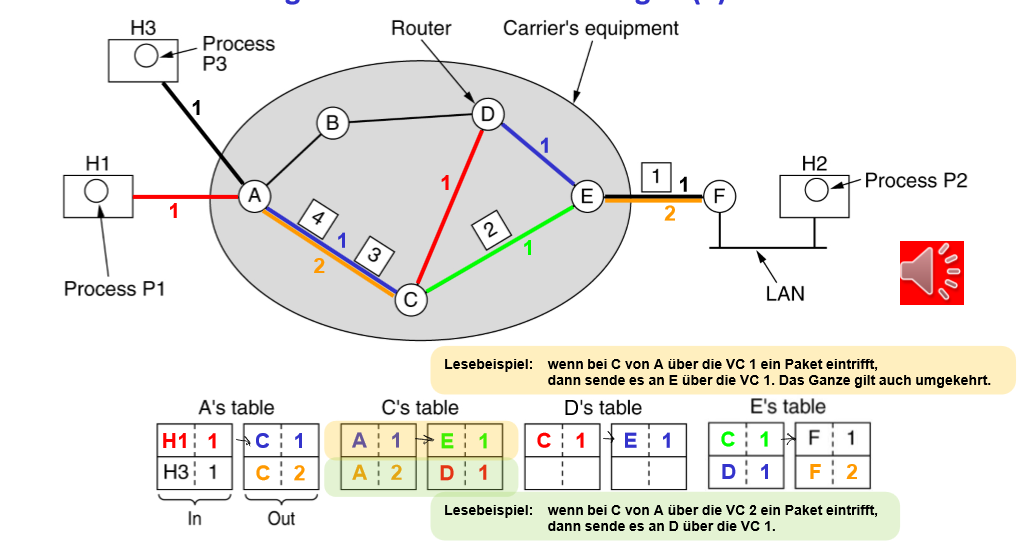 H3
Process
P3
Router
Carrier's equipment
1
B
D
1
H1
A
1
1
E
1
1
2
F
H2
Process P2
4
1
3
2
2
1
C
Process P1
LAN
Lesebeispiel: wenn bei C von A über die VC 1 ein Paket eintrifft,
dann sende es an E über die VC 1. Das Ganze gilt auch umgekehrt.
A's table
C's table
D's table
E's table
H1 1 C 1
H3 1 C 2
In Out
A 1 E 1
A 2 D 1
C 1 E 1
C 1 F 1
D 1 F 2
Lesebeispiel: wenn bei C von A über die VC 2 ein Paket eintrifft,
dann sende es an D über die VC 1.